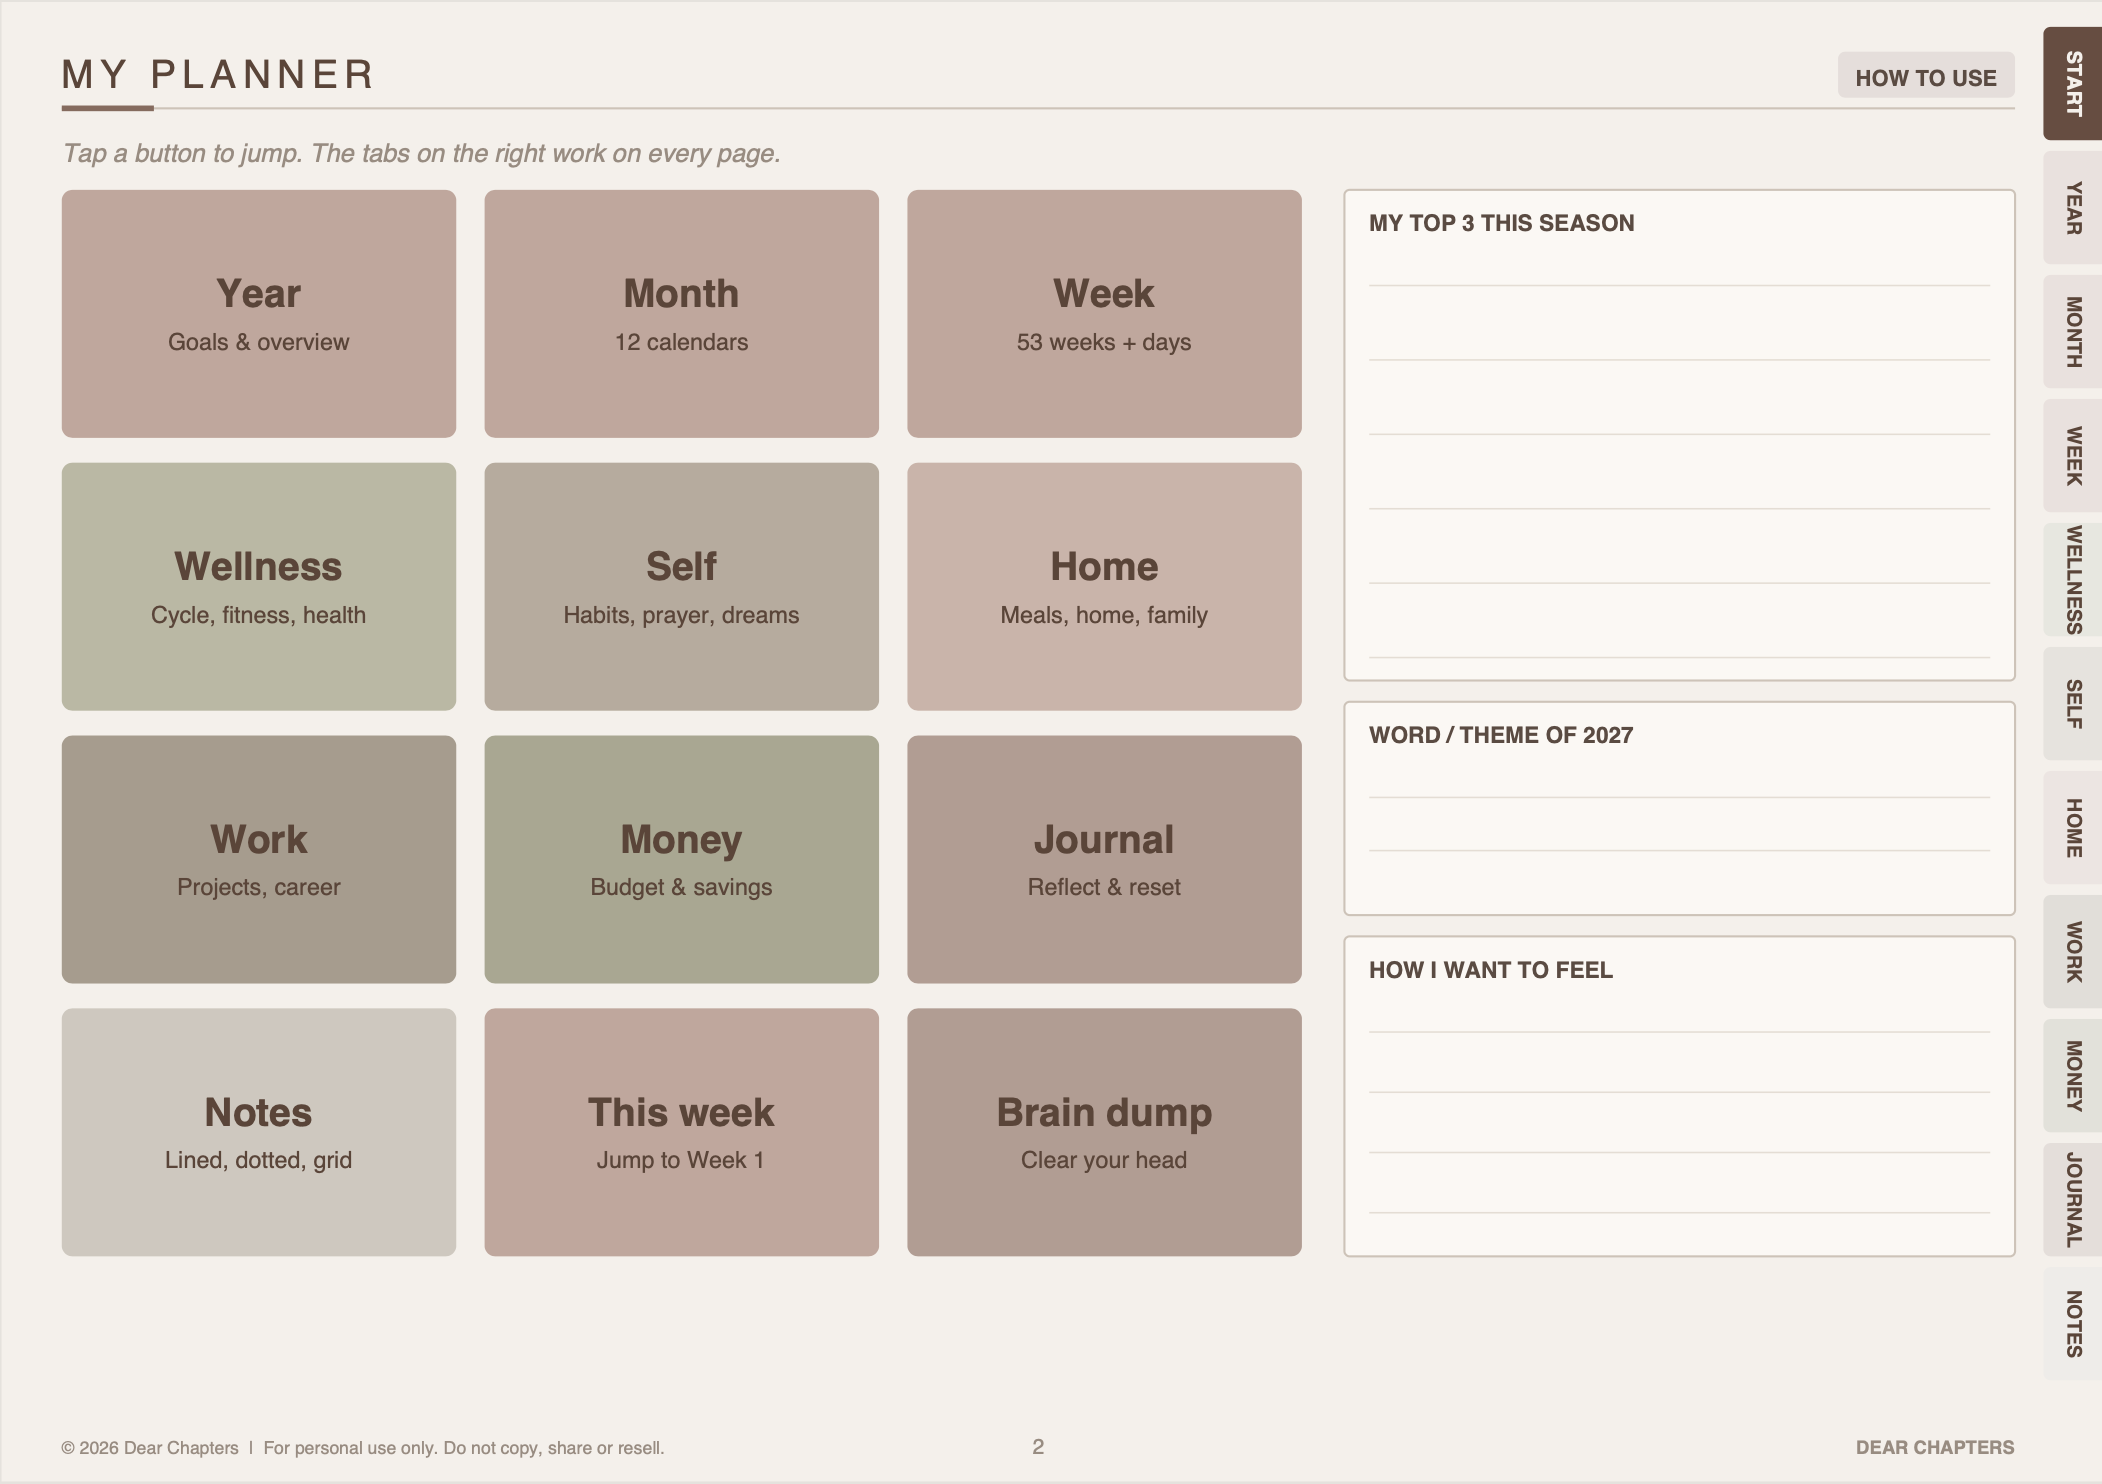 MY PLANNER
HOW TO USE
Tap a button to jump. The tabs on the right work on every page.
Year
Goals & overview
Month
12 calendars
Week
53 weeks + days
Wellness
Cycle, fitness, health
Self
Habits, prayer, dreams
Home
Meals, home, family
Work
Projects, career
Money
Budget & savings
Journal
Reflect & reset
Notes
Lined, dotted, grid
This week
Jump to Week 1
Brain dump
Clear your head
MY TOP 3 THIS SEASON
WORD / THEME OF 2027
HOW I WANT TO FEEL
START
YEAR
MONTH
WEEK
WELLNESS
SELF
HOME
WORK
MONEY
JOURNAL
NOTES
© 2026 Dear Chapters | For personal use only. Do not copy, share or resell.
2
DEAR CHAPTERS